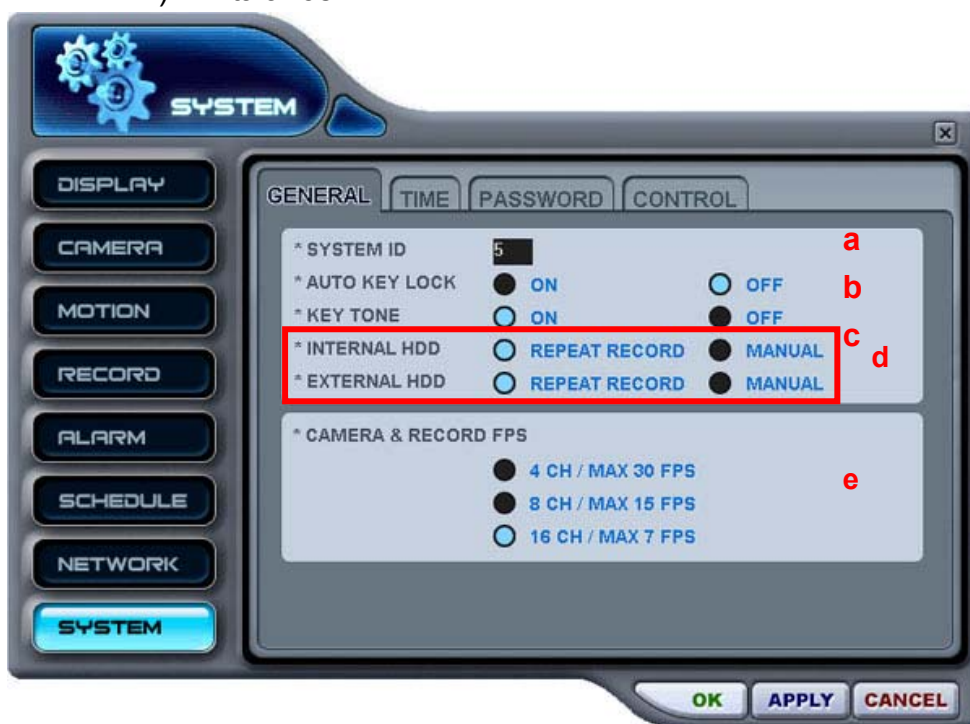 SYSTEM
DISPLAY
CAMERA
MOTION
RECORD
ALARM
SCHEDULE
NETWORK
SYSTEM
GENERAL TIME PASSWORD CONTROL
* SYSTEM ID 5 a
* AUTO KEY LOCK ON OFF b
* KEY TONE ON OFF c
* INTERNAL HDD REPEAT RECORD MANUAL d
* EXTERNAL HDD REPEAT RECORD MANUAL
* CAMERA & RECORD FPS
4 CH / MAX 30 FPS
8 CH / MAX 15 FPS e
16 CH / MAX 7 FPS
OK APPLY CANCEL